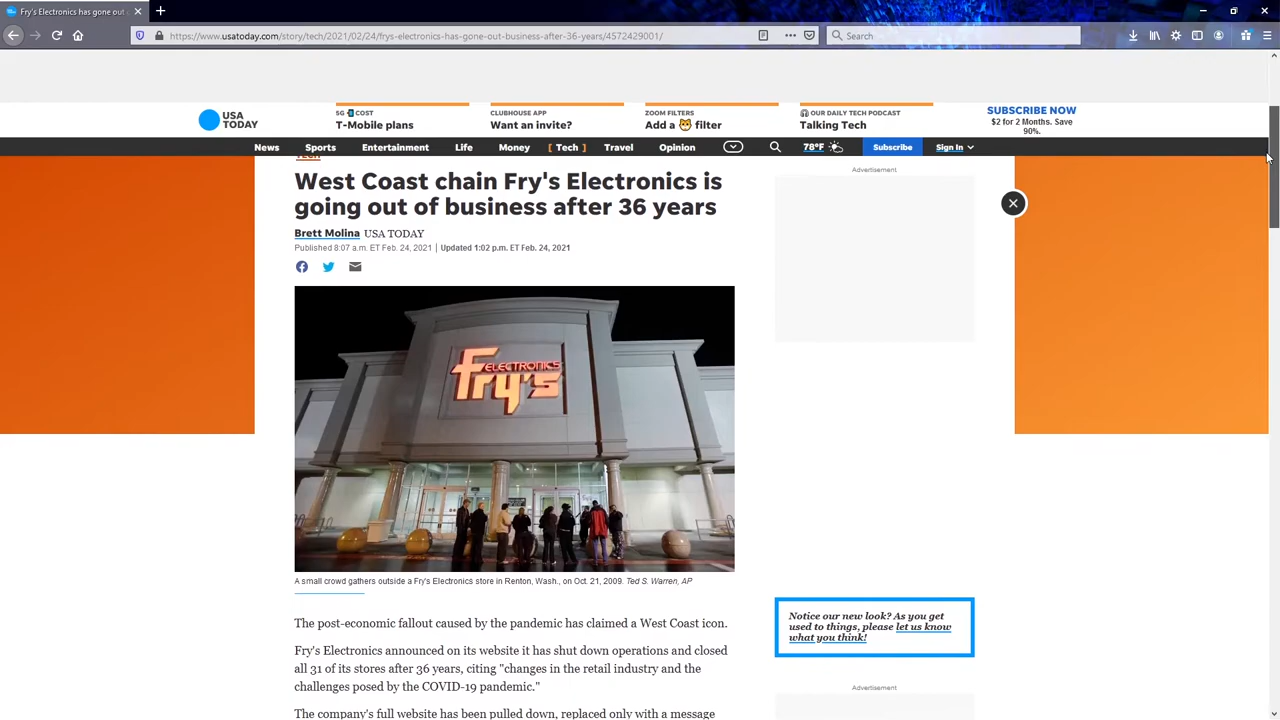 Fry's Electronics has gone out o
https://www.usatoday.com/story/tech/2021/02/24/frys-electronics-has-gone-out-business-after-36-years/4572429001/
Search
USA
TODAY
5G COST
T-Mobile plans
CLUBHOUSE APP
Want an invite?
ZOOM FILTERS
Add a filter
OUR DAILY TECH PODCAST
Talking Tech
SUBSCRIBE NOW
$2 for 2 Months. Save
90%.
News Sports Entertainment Life Money [ Tech ] Travel Opinion 78°F Subscribe Sign In
TECH
West Coast chain Fry's Electronics is
going out of business after 36 years
Brett Molina USA TODAY
Published 8:07 a.m. ET Feb. 24, 2021 | Updated 1:02 p.m. ET Feb. 24, 2021
Advertisement
ELECTRONICS
Fry's
A small crowd gathers outside a Fry's Electronics store in Renton, Wash., on Oct. 21, 2009. Ted S. Warren, AP
The post-economic fallout caused by the pandemic has claimed a West Coast icon.
Fry's Electronics announced on its website it has shut down operations and closed
all 31 of its stores after 36 years, citing "changes in the retail industry and the
challenges posed by the COVID-19 pandemic."
The company's full website has been pulled down, replaced only with a message
Notice our new look? As you get
used to things, please let us know
what you think!
Advertisement